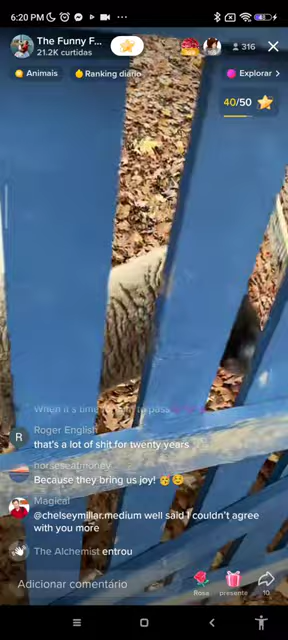 6:20 PM
The Funny F...
21.2K curtidas
316
Animais
Ranking diário
Explorar >
40/50
When it's time to pass
Roger English
R
that's a lot of shit for twenty years
horseseatmoney
Because they bring us joy!
Magical
@chelseymillar.medium well said I couldn't agree
with you more
The Alchemist entrou
Adicionar comentário
Rosa
presente
10